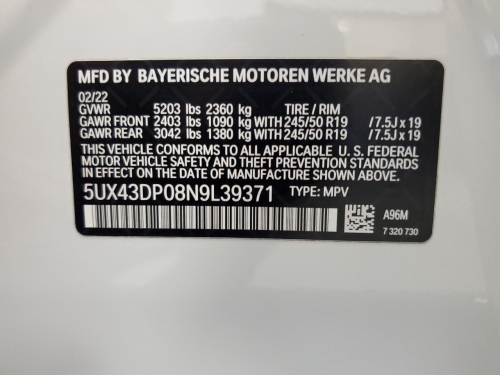 MFD BY BAYERISCHE MOTOREN WERKE AG
02/22
GVWR 5203 lbs 2360 kg TIRE / RIM
GAWR FRONT 2403 lbs 1090 kg WITH 245/50 R19 /7.5J x 19
GAWR REAR 3042 lbs 1380 kg WITH 245/50 R19 /7.5J x 19
THIS VEHICLE CONFORMS TO ALL APPLICABLE U. S. FEDERAL
MOTOR VEHICLE SAFETY AND THEFT PREVENTION STANDARDS IN
EFFECT ON THE DATE OF MANUFACTURE SHOWN ABOVE.
5UX43DP08N9L39371 TYPE: MPV
A96M
7 320 730